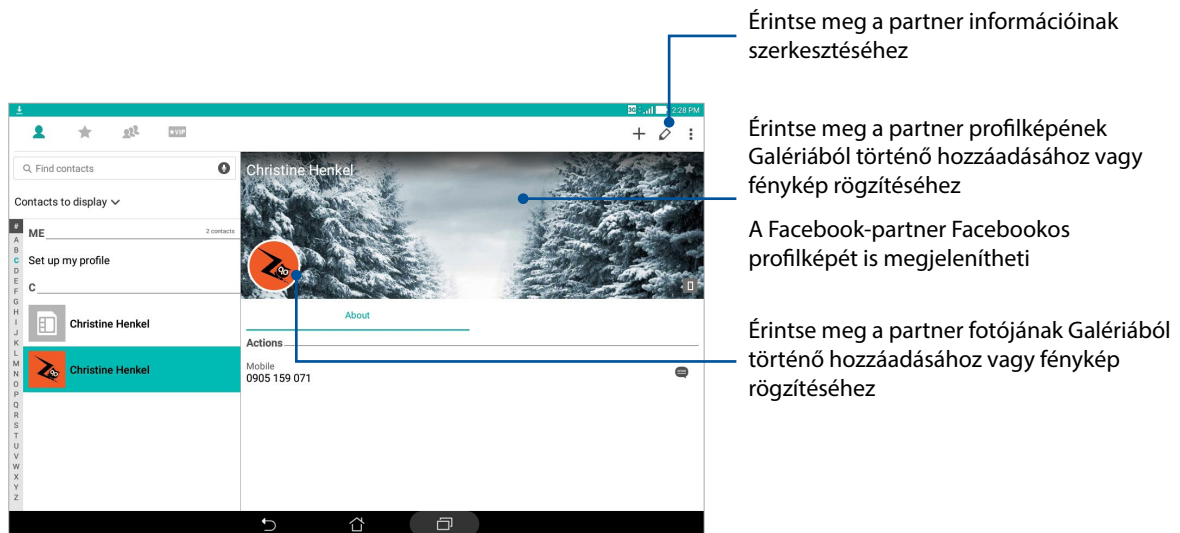 Érintse meg a partner információinak
szerkesztéséhez
3G 2:28 PM
VIP
Find contacts
Christine Henkel
Érintse meg a partner profilképének
Galériából történő hozzáadásához vagy
fénykép rögzítéséhez
Contacts to display
A Facebook-partner Facebookos
profilképét is megjelenítheti
#
A
B
C
D
E
F
G
H
I
J
K
L
M
N
O
P
Q
R
S
T
U
V
W
X
Y
Z
ME 2 contacts
Set up my profile
C
Christine Henkel
Christine Henkel
About
Actions
Mobile
0905 159 071
Érintse meg a partner fotójának Galériából
történő hozzáadásához vagy fénykép
rögzítéséhez